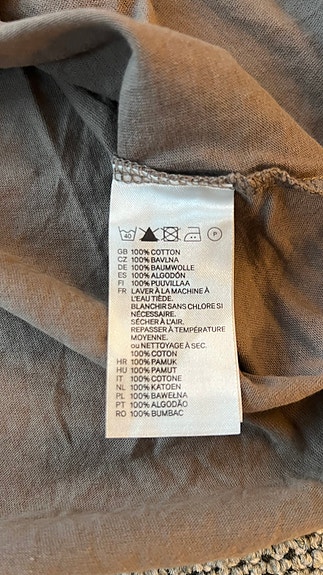 40 P
GB 100% COTTON
CZ 100% BAVLNA
DE 100% BAUMWOLLE
ES 100% ALGODÓN
FI 100% PUUVILLAA
FR LAVER À LA MACHINE À
L'EAU TIÈDE.
BLANCHIR SANS CHLORE SI
NÉCESSAIRE.
SÉCHER À L'AIR.
REPASSER À TEMPÉRATURE
MOYENNE.
ou NETTOYAGE À SEC.
100% COTON
HR 100% PAMUK
HU 100% PAMUT
IT 100% COTONE
NL 100% KATOEN
PL 100% BAWEŁNA
PT 100% ALGODÃO
RO 100% BUMBAC